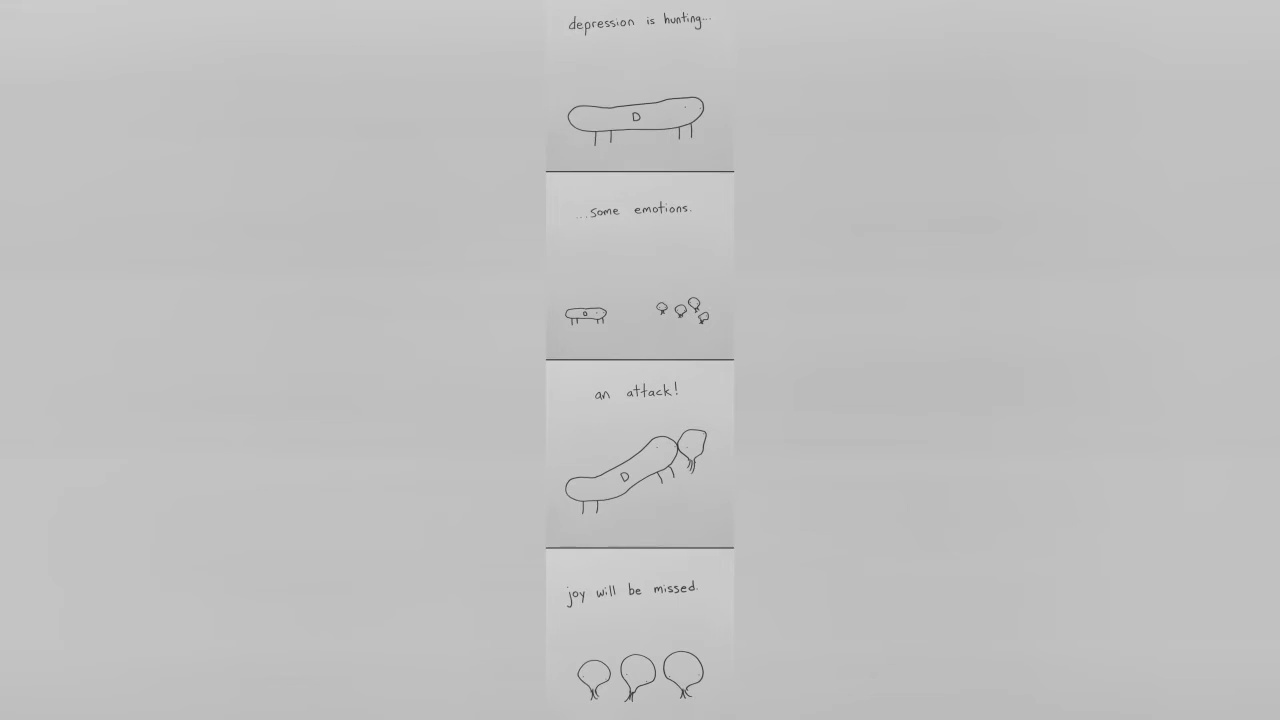 depression is hunting...
D
...some emotions.
D
an attack!
D
joy will be missed.